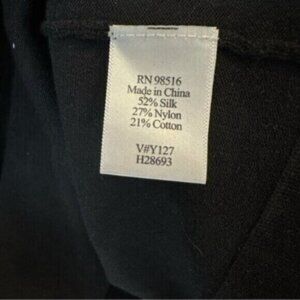 RN 98516
Made in China
52% Silk
27% Nylon
21% Cotton
V#Y127
H28693